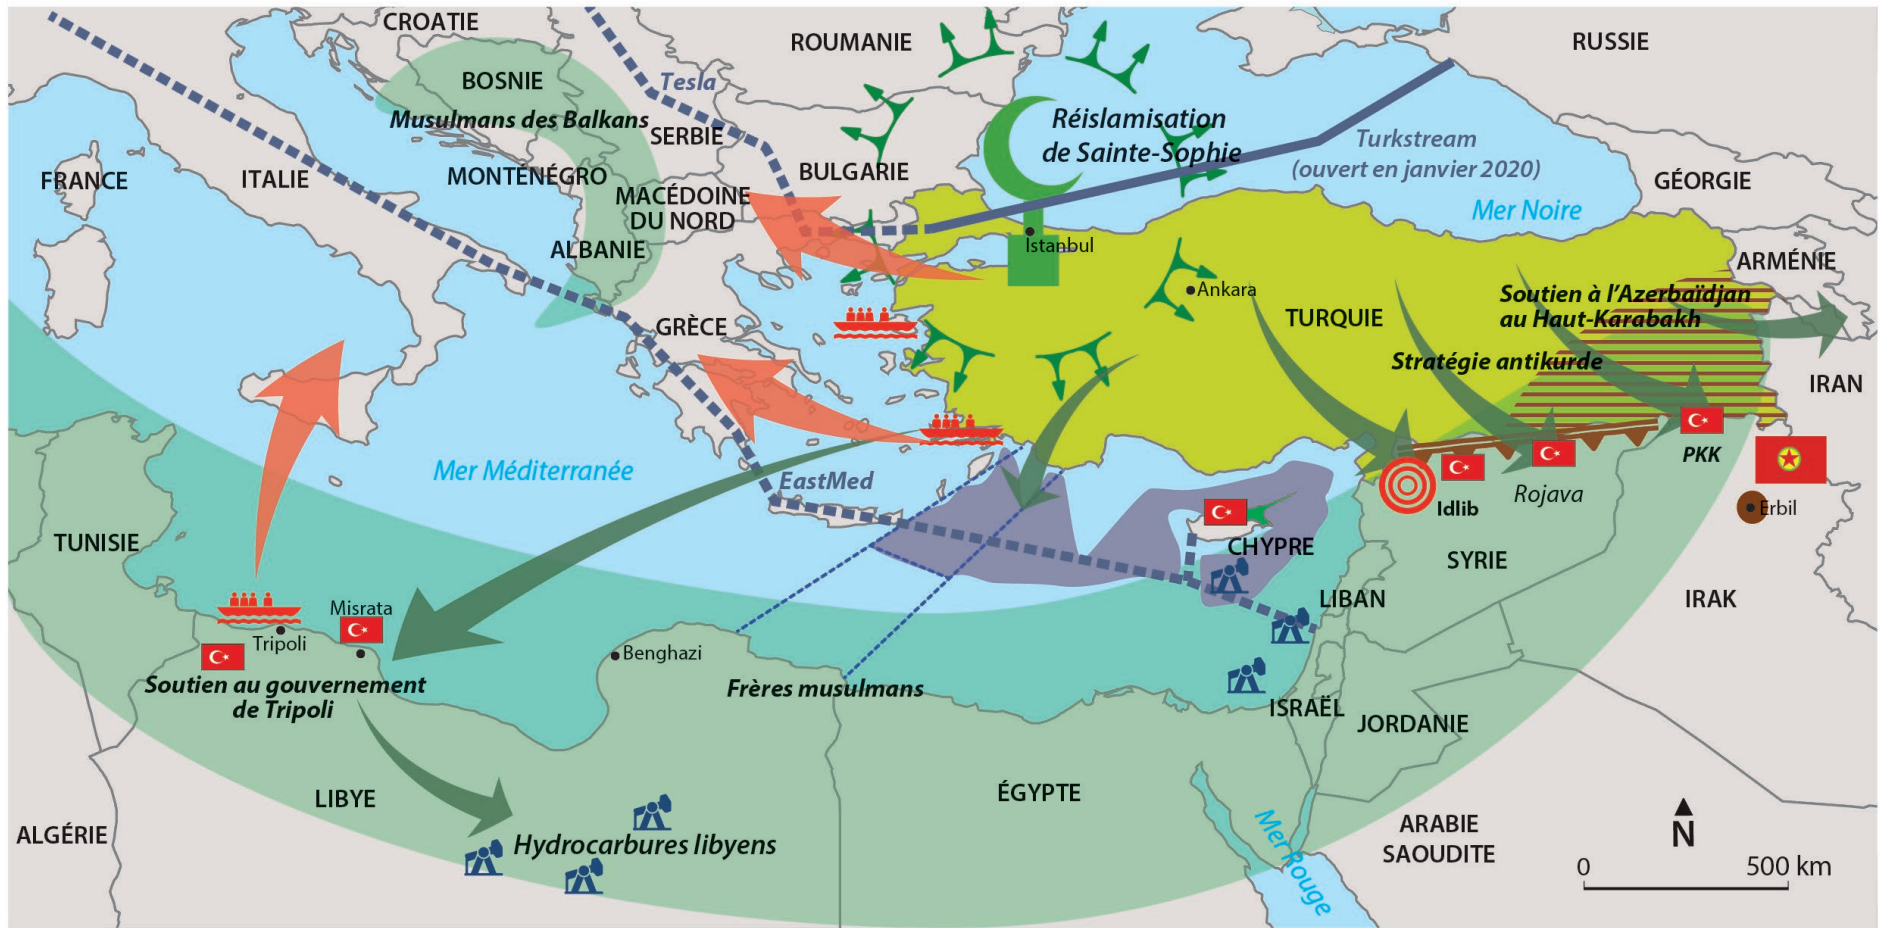 CROATIE
ROUMANIE
RUSSIE
BOSNIE
Tesla
Musulmans des Balkans
SERBIE
Réislamisation
de Sainte-Sophie
Turkstream
(ouvert en janvier 2020)
FRANCE
ITALIE
MONTÉNÉGRO
BULGARIE
GÉORGIE
MACÉDOINE
DU NORD
Mer Noire
ALBANIE
Istanbul
ARMÉNIE
Ankara
Soutien à l'Azerbaïdjan
au Haut-Karabakh
GRÈCE
TURQUIE
Stratégie antikurde
IRAN
Mer Méditerranée
EastMed
PKK
Idlib
Rojava
Erbil
TUNISIE
CHYPRE
SYRIE
Misrata
LIBAN
IRAK
Tripoli
Benghazi
Soutien au gouvernement
de Tripoli
Frères musulmans
ISRAËL
JORDANIE
LIBYE
ÉGYPTE
ALGÉRIE
Hydrocarbures libyens
Mer Rouge
ARABIE
SAOUDITE
N
0 500 km